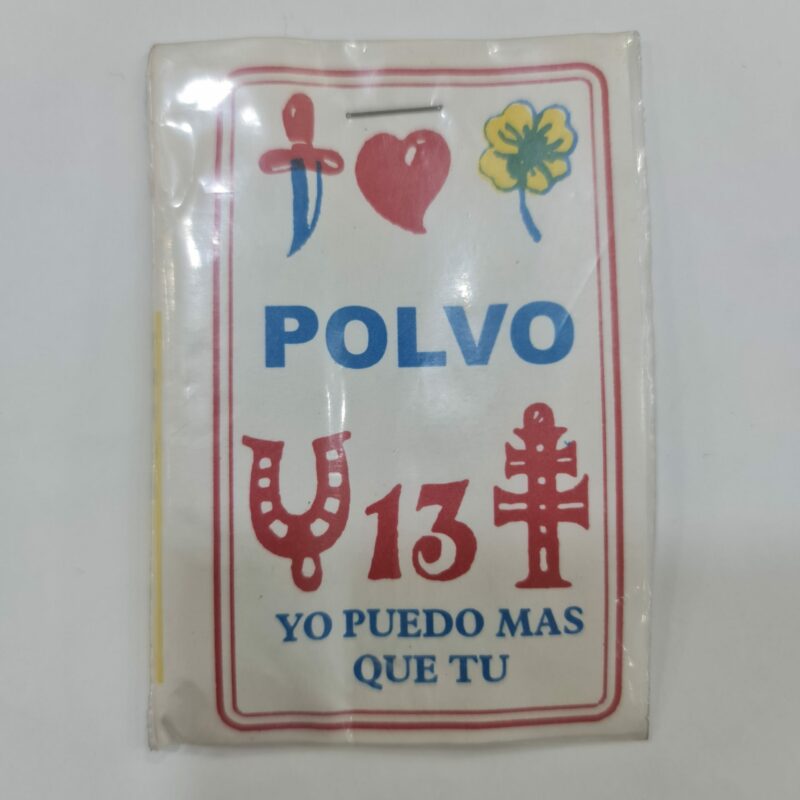 POLVO
13
YO PUEDO MAS
QUE TU